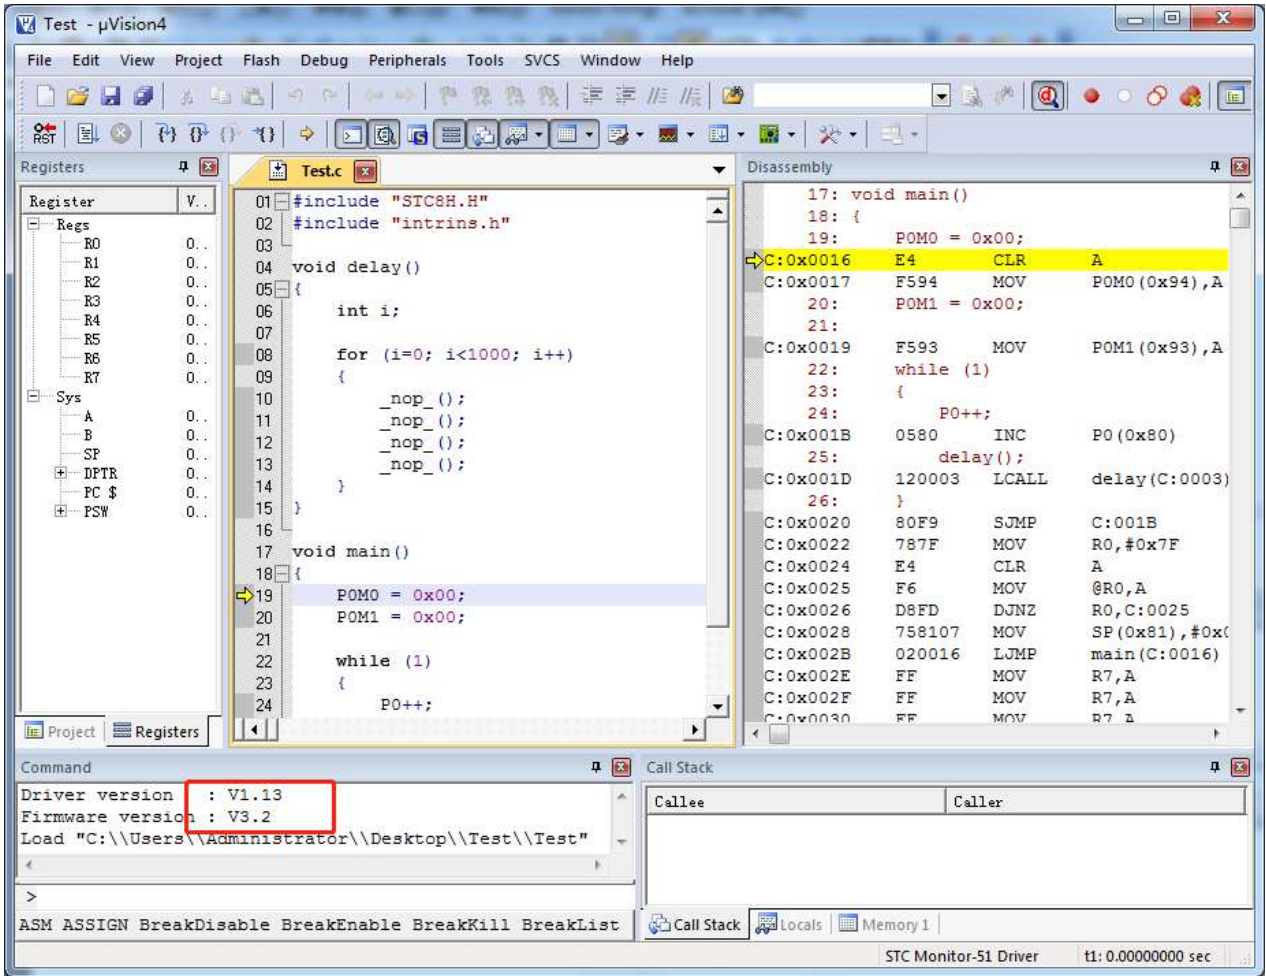 Test - µVision4
File Edit View Project Flash Debug Peripherals Tools SVCS Window Help
RST
Registers
Register V..
Regs
R0 0..
R1 0..
R2 0..
R3 0..
R4 0..
R5 0..
R6 0..
R7 0..
Sys
A 0..
B 0..
SP 0..
DPTR 0..
PC $ 0..
PSW 0..
Project Registers
Test.c
01 #include "STC8H.H"
02 #include "intrins.h"
03
04 void delay()
05 {
06 int i;
07
08 for (i=0; i<1000; i++)
09 {
10 _nop_();
11 _nop_();
12 _nop_();
13 _nop_();
14 }
15 }
16
17 void main()
18 {
19 P0M0 = 0x00;
20 P0M1 = 0x00;
21
22 while (1)
23 {
24 P0++;
Disassembly
17: void main()
18: {
19: P0M0 = 0x00;
C:0x0016 E4 CLR A
C:0x0017 F594 MOV P0M0(0x94),A
20: P0M1 = 0x00;
21:
C:0x0019 F593 MOV P0M1(0x93),A
22: while (1)
23: {
24: P0++;
C:0x001B 0580 INC P0(0x80)
25: delay();
C:0x001D 120003 LCALL delay(C:0003)
26: }
C:0x0020 80F9 SJMP C:001B
C:0x0022 787F MOV R0,#0x7F
C:0x0024 E4 CLR A
C:0x0025 F6 MOV @R0,A
C:0x0026 D8FD DJNZ R0,C:0025
C:0x0028 758107 MOV SP(0x81),#0x0
C:0x002B 020016 LJMP main(C:0016)
C:0x002E FF MOV R7,A
C:0x002F FF MOV R7,A
C:0x0030 FF MOV R7,A
Command
Driver version : V1.13
Firmware version : V3.2
Load "C:\\Users\\Administrator\\Desktop\\Test\\Test"
>
ASM ASSIGN BreakDisable BreakEnable BreakKill BreakList
Call Stack
Callee Caller
Call Stack Locals Memory 1
STC Monitor-51 Driver t1: 0.00000000 sec